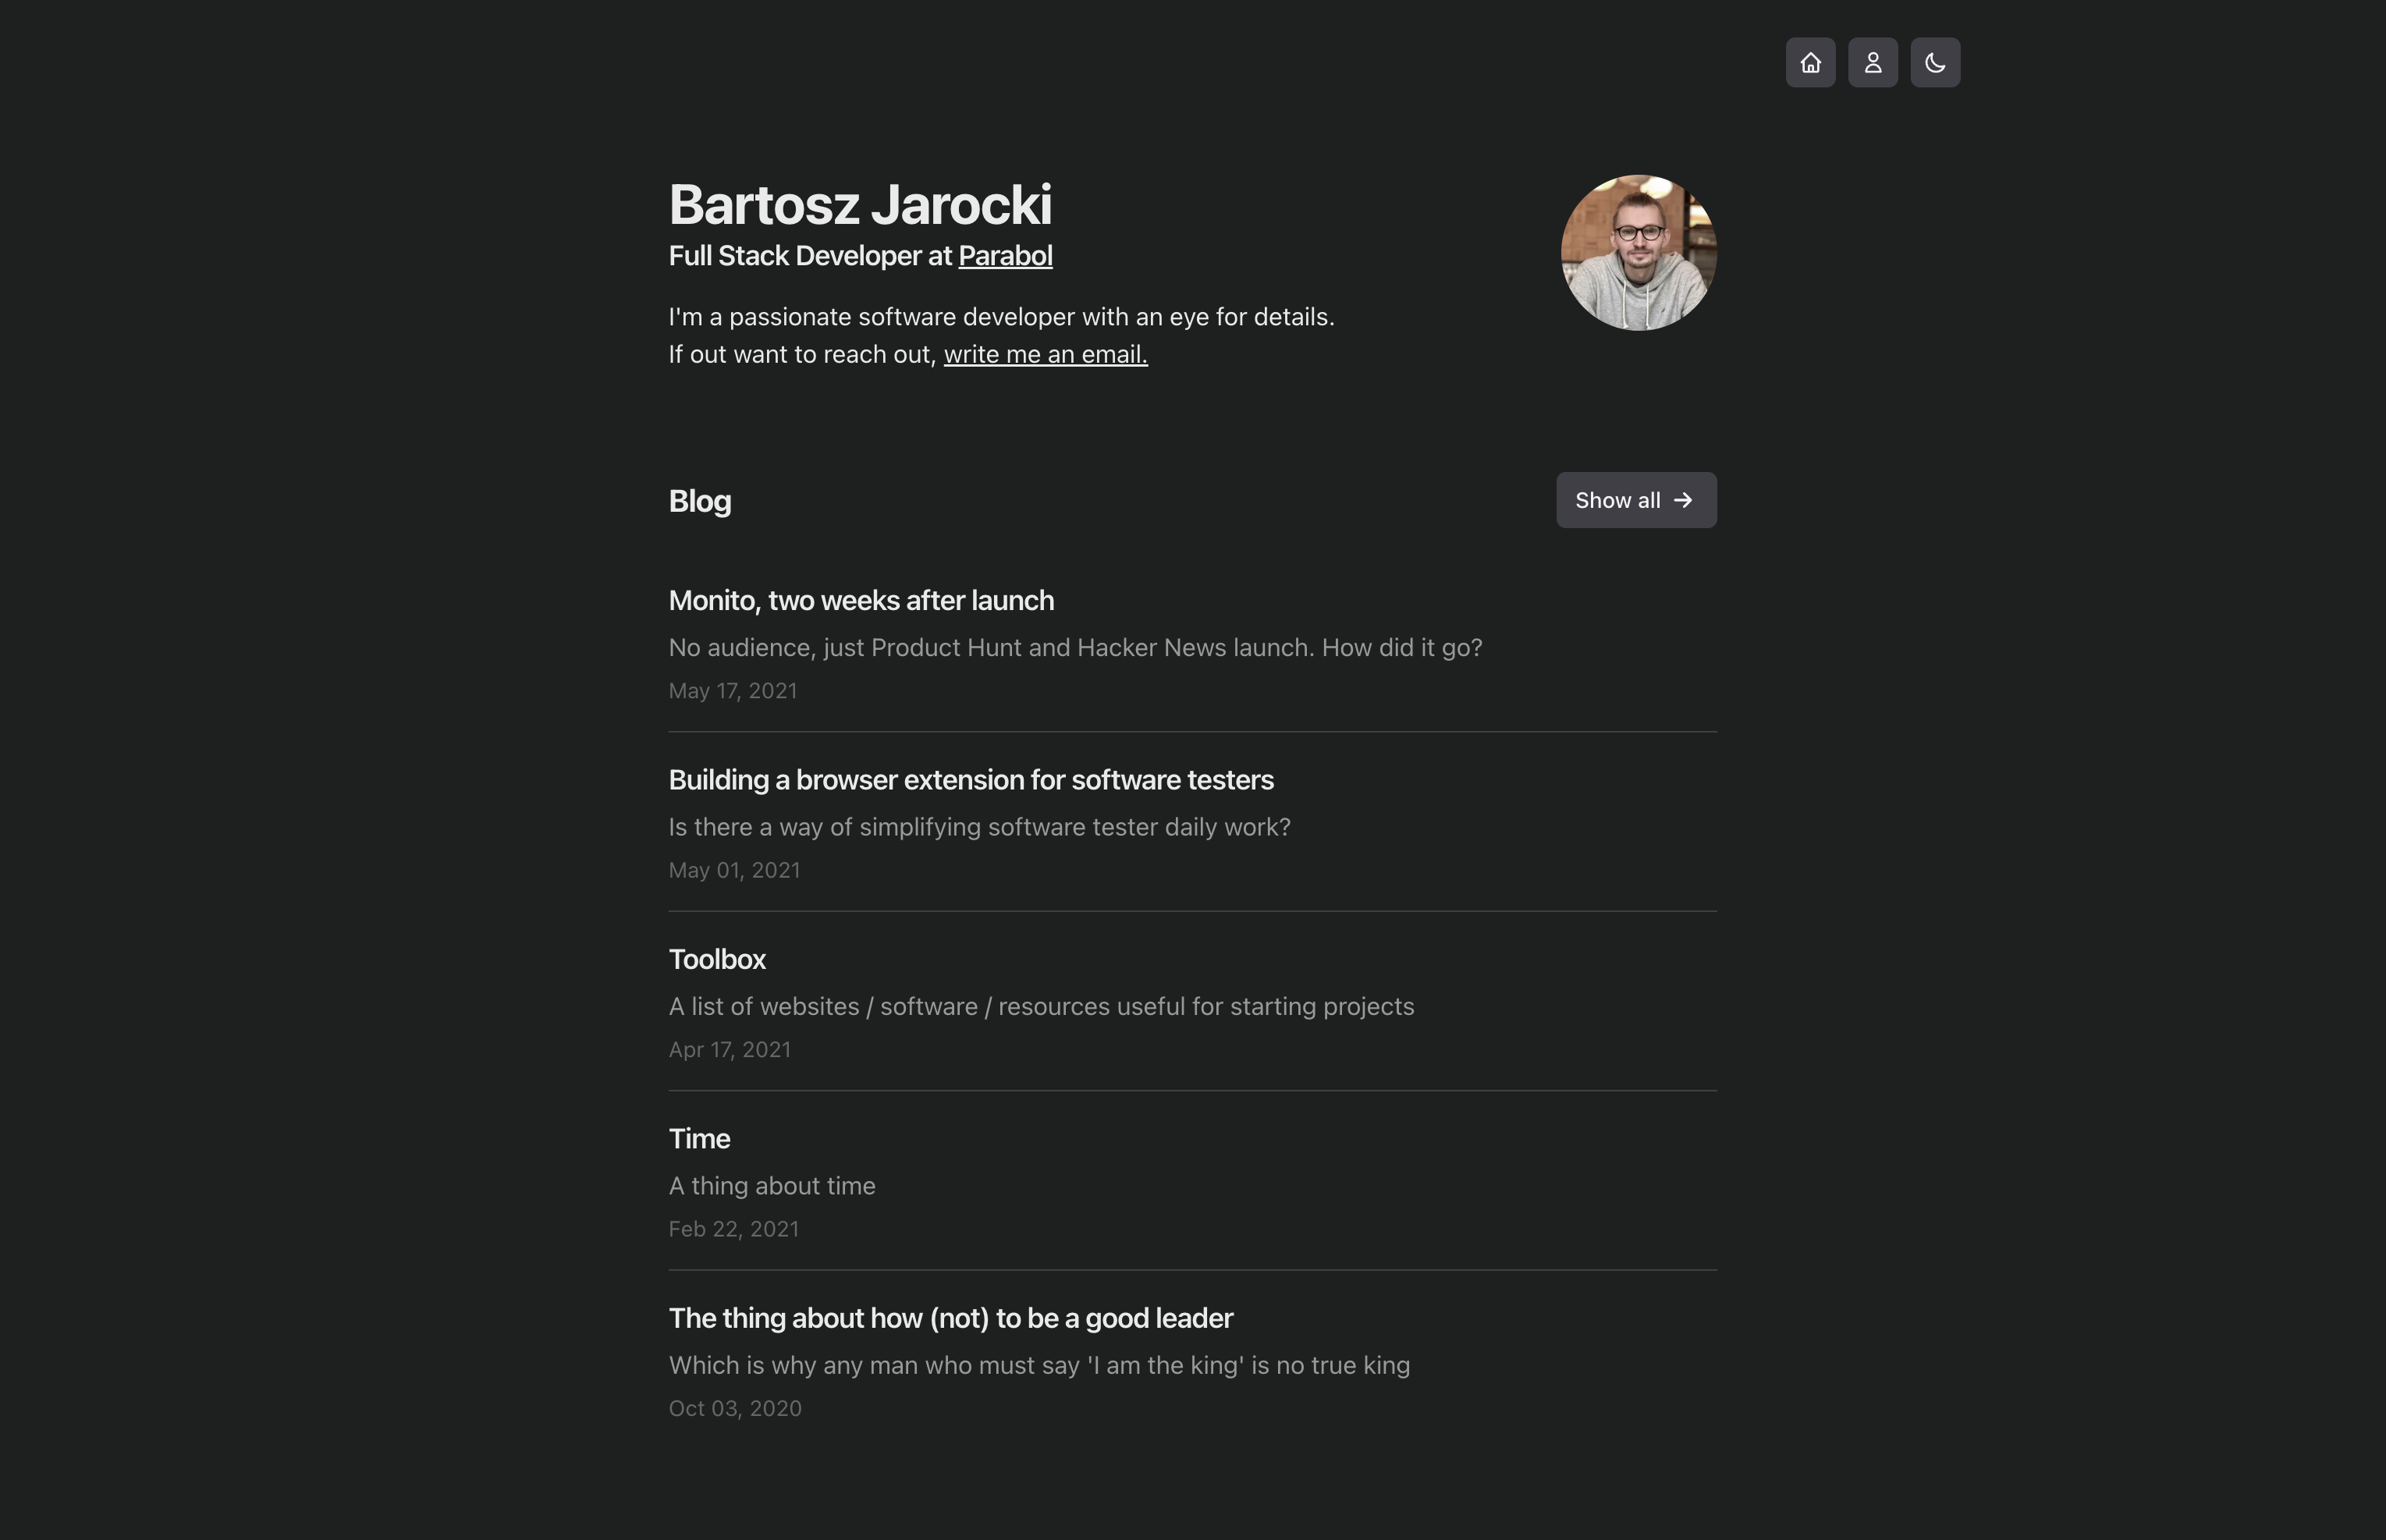 Bartosz Jarocki
Full Stack Developer at Parabol
I'm a passionate software developer with an eye for details.
If out want to reach out, write me an email.
Blog
Show all
Monito, two weeks after launch
No audience, just Product Hunt and Hacker News launch. How did it go?
May 17, 2021
Building a browser extension for software testers
Is there a way of simplifying software tester daily work?
May 01, 2021
Toolbox
A list of websites / software / resources useful for starting projects
Apr 17, 2021
Time
A thing about time
Feb 22, 2021
The thing about how (not) to be a good leader
Which is why any man who must say 'I am the king' is no true king
Oct 03, 2020